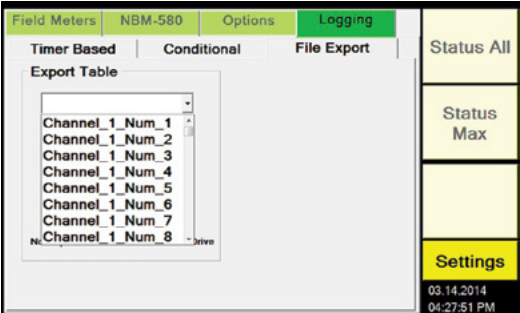 Field Meters NBM-580 Options Logging
Timer Based Conditional File Export
Export Table
Channel_1_Num_1
Channel_1_Num_2
Channel_1_Num_3
Channel_1_Num_4
Channel_1_Num_5
Channel_1_Num_6
Channel_1_Num_7
Channel_1_Num_8
Status All
Status
Max
Settings
03.14.2014
04:27:51 PM